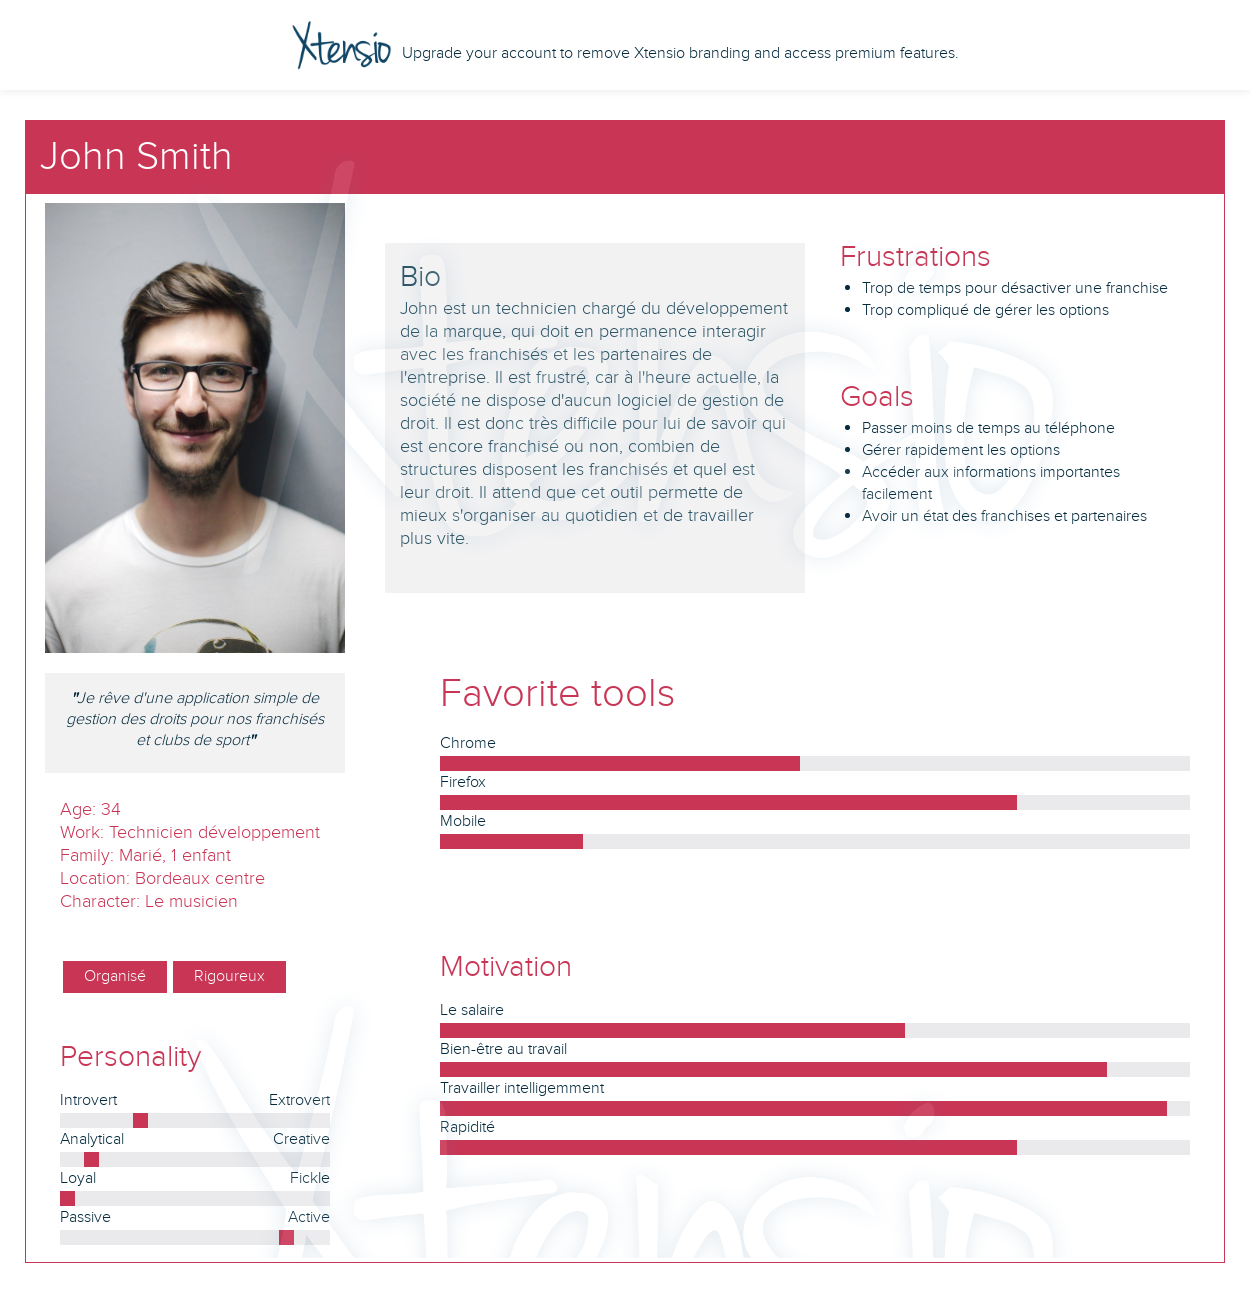 Xtensio Upgrade your account to remove Xtensio branding and access premium features.
John Smith
Bio
John est un technicien chargé du développement
de la marque, qui doit en permanence interagir
avec les franchisés et les partenaires de
l'entreprise. Il est frustré, car à l'heure actuelle, la
société ne dispose d'aucun logiciel de gestion de
droit. Il est donc très difficile pour lui de savoir qui
est encore franchisé ou non, combien de
structures disposent les franchisés et quel est
leur droit. Il attend que cet outil permette de
mieux s'organiser au quotidien et de travailler
plus vite.
Frustrations
Trop de temps pour désactiver une franchise
Trop compliqué de gérer les options
Goals
Passer moins de temps au téléphone
Gérer rapidement les options
Accéder aux informations importantes
facilement
Avoir un état des franchises et partenaires
"Je rêve d'une application simple de
gestion des droits pour nos franchisés
et clubs de sport"
Age: 34
Work: Technicien développement
Family: Marié, 1 enfant
Location: Bordeaux centre
Character: Le musicien
Organisé Rigoureux
Personality
Introvert Extrovert
Analytical Creative
Loyal Fickle
Passive Active
Favorite tools
Chrome
Firefox
Mobile
Motivation
Le salaire
Bien-être au travail
Travailler intelligemment
Rapidité
Xtensio
Xtensio